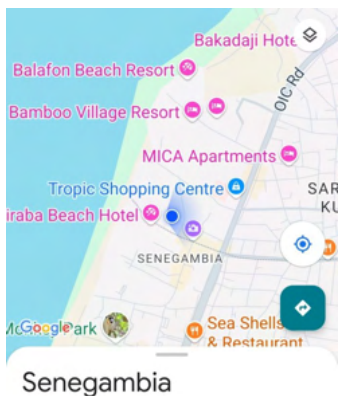 Bakadaji Hote
Balafon Beach Resort
OIC Rd
Bamboo Village Resort
MICA Apartments
Tropic Shopping Centre
SAR
KU
iraba Beach Hotel
SENEGAMBIA
Google
Park
Sea Shells
& Restaurant
Senegambia